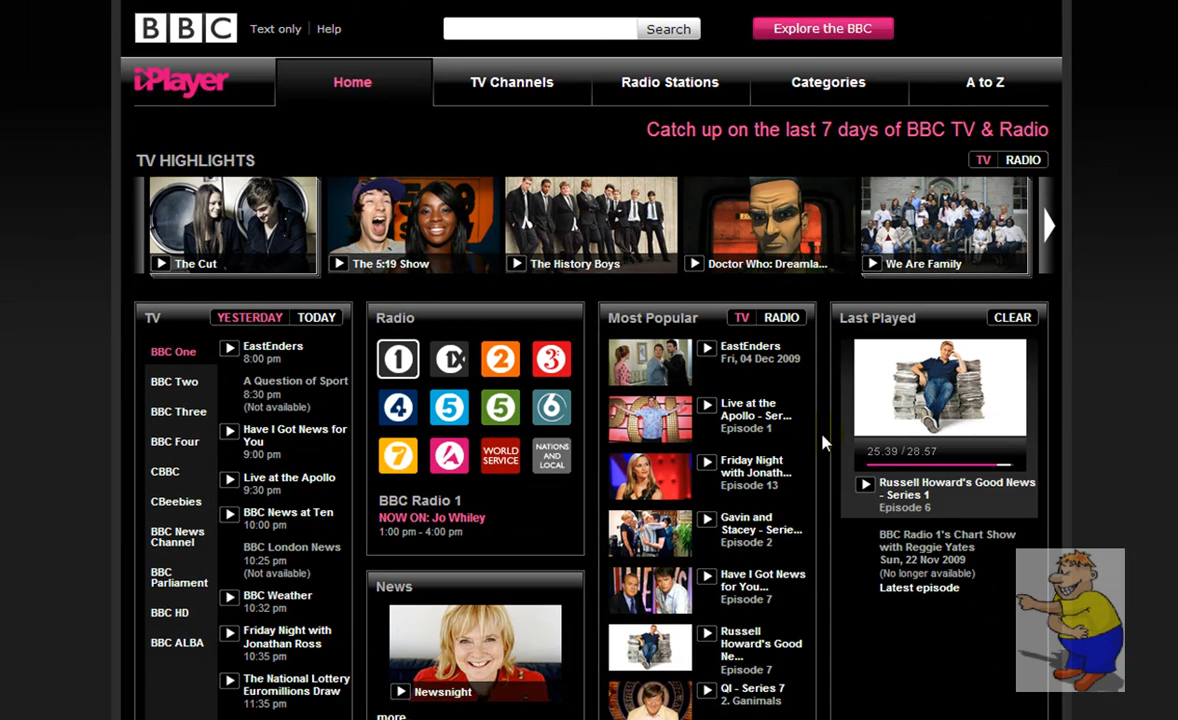 BBC
Text only
Help
Search
Explore the BBC
iPlayer
Home
TV Channels
Radio Stations
Categories
A to Z
Catch up on the last 7 days of BBC TV & Radio
TV HIGHLIGHTS
TV
RADIO
The Cut
The 5:19 Show
The History Boys
Doctor Who: Dreamla...
We Are Family
TV
YESTERDAY
TODAY
BBC One
BBC Two
BBC Three
BBC Four
CBBC
CBeebies
BBC News
Channel
BBC
Parliament
BBC HD
BBC ALBA
EastEnders
8:00 pm
A Question of Sport
8:30 pm
(Not available)
Have I Got News for
You
9:00 pm
Live at the Apollo
9:30 pm
BBC News at Ten
10:00 pm
BBC London News
10:25 pm
(Not available)
BBC Weather
10:32 pm
Friday Night with
Jonathan Ross
10:35 pm
The National Lottery
Euromillions Draw
11:35 pm
Radio
1
1X
2
3
4
5
5
6
7
A
WORLD
SERVICE
NATIONS
AND
LOCAL
BBC Radio 1
NOW ON: Jo Whiley
1:00 pm - 4:00 pm
News
Newsnight
more
Most Popular
TV
RADIO
EastEnders
Fri, 04 Dec 2009
Live at the
Apollo - Ser...
Episode 1
Friday Night
with Jonath...
Episode 13
Gavin and
Stacey - Serie...
Episode 2
Have I Got News
for You...
Episode 7
Russell
Howard's Good
Ne...
Episode 7
QI - Series 7
2. Ganimals
Last Played
CLEAR
25.39 / 28.57
Russell Howard's Good News
- Series 1
Episode 6
BBC Radio 1's Chart Show
with Reggie Yates
Sun, 22 Nov 2009
(No longer available)
Latest episode